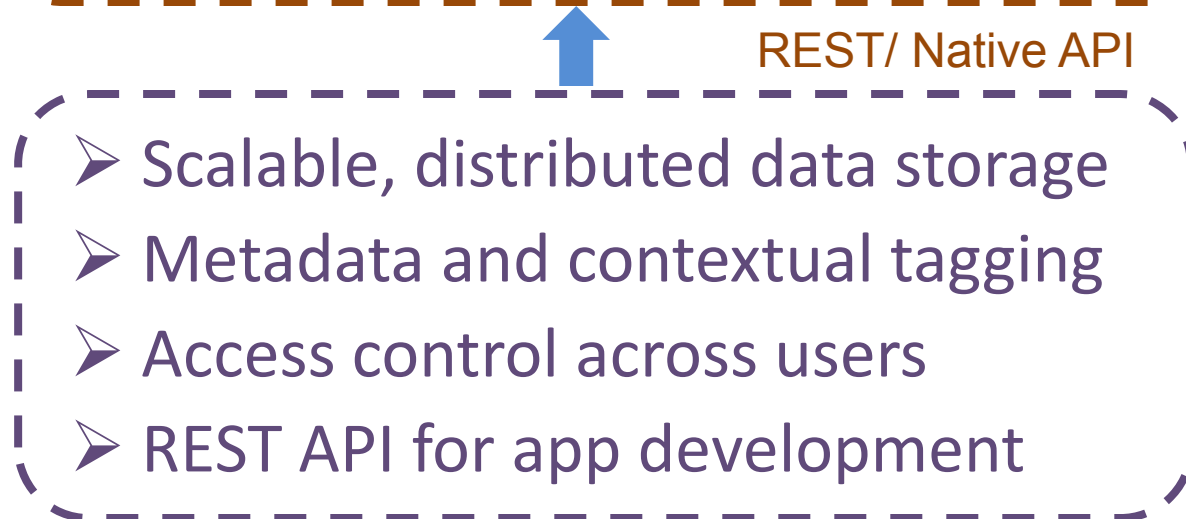 REST/ Native API
➢ Scalable, distributed data storage
➢ Metadata and contextual tagging
➢ Access control across users
➢ REST API for app development